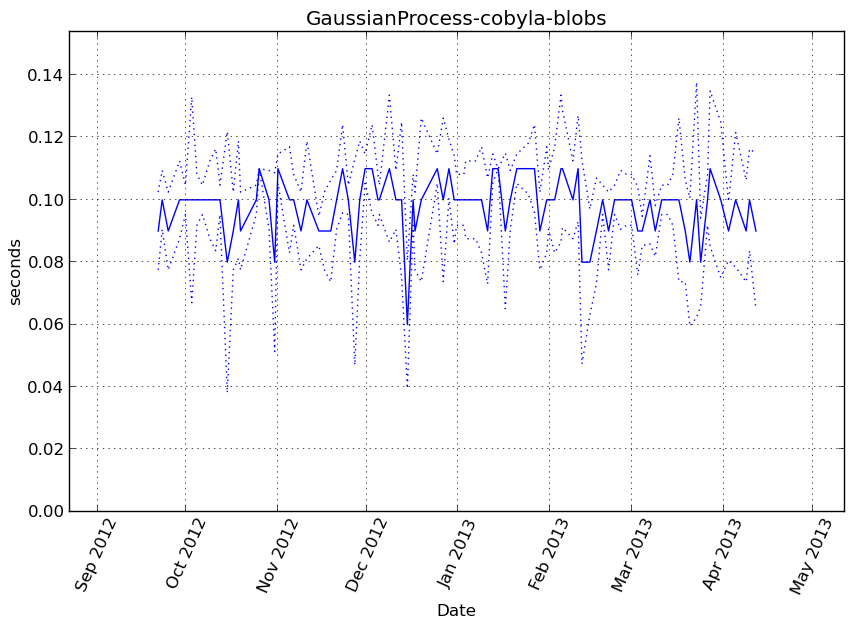 GaussianProcess-cobyla-blobs
0.14
0.12
0.10
0.08
0.06
0.04
0.02
0.00
seconds
Sep 2012
Oct 2012
Nov 2012
Dec 2012
Jan 2013
Feb 2013
Mar 2013
Apr 2013
May 2013
Date